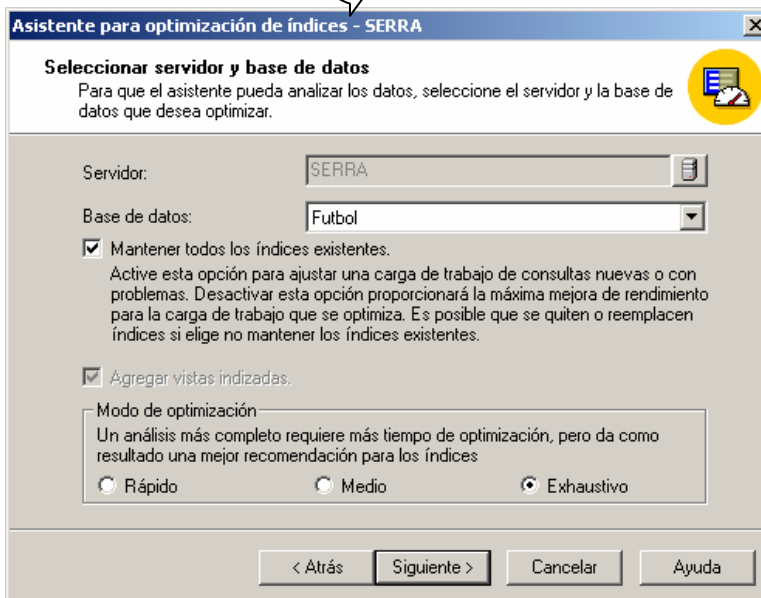 Asistente para optimización de índices - SERRA
Seleccionar servidor y base de datos
Para que el asistente pueda analizar los datos, seleccione el servidor y la base de
datos que desea optimizar.
Servidor:
SERRA
Base de datos:
Futbol
Mantener todos los índices existentes.
Active esta opción para ajustar una carga de trabajo de consultas nuevas o con
problemas. Desactivar esta opción proporcionará la máxima mejora de rendimiento
para la carga de trabajo que se optimiza. Es posible que se quiten o reemplacen
índices si elige no mantener los índices existentes.
Agregar vistas indizadas.
Modo de optimización
Un análisis más completo requiere más tiempo de optimización, pero da como
resultado una mejor recomendación para los índices
Rápido Medio Exhaustivo
< Atrás Siguiente > Cancelar Ayuda